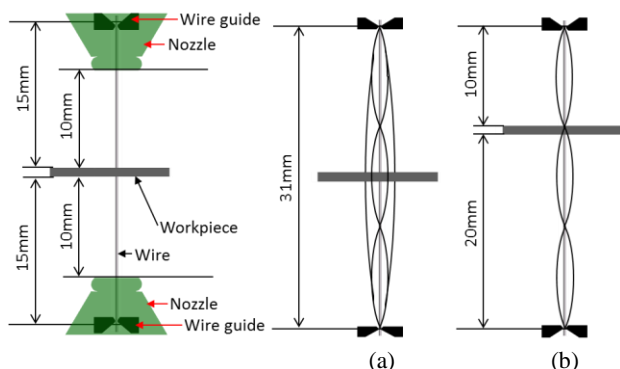 Wire guide
Nozzle
15mm
10mm
15mm
10mm
Workpiece
Wire
Nozzle
Wire guide
31mm
(a)
10mm
20mm
(b)